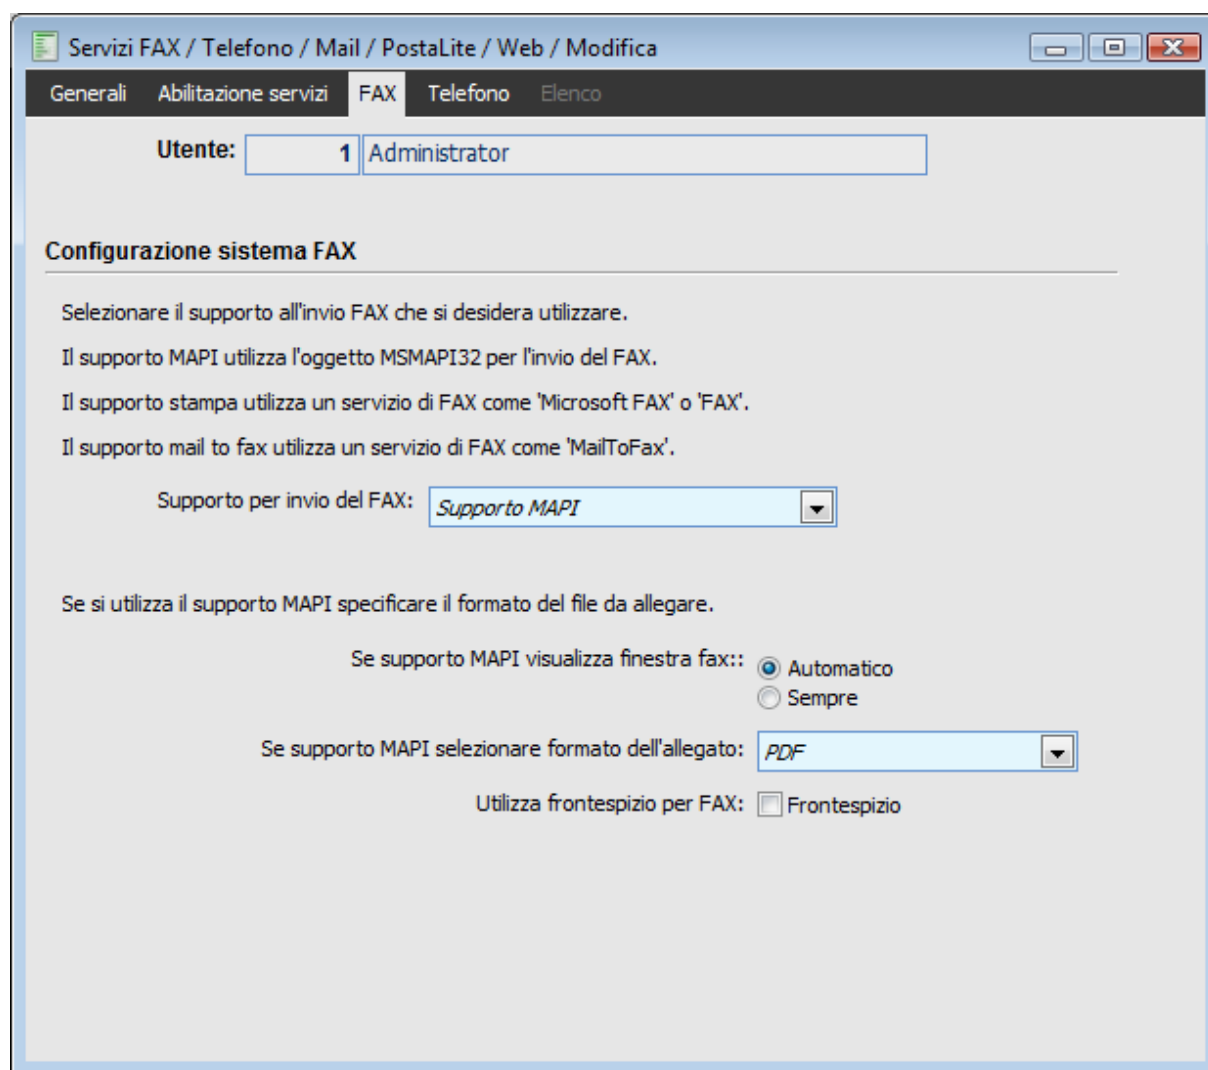 Servizi FAX / Telefono / Mail / PostaLite / Web / Modifica
Generali Abilitazione servizi FAX Telefono Elenco
Utente: 1 Administrator
Configurazione sistema FAX
Selezionare il supporto all'invio FAX che si desidera utilizzare.
Il supporto MAPI utilizza l'oggetto MSMAPI32 per l'invio del FAX.
Il supporto stampa utilizza un servizio di FAX come 'Microsoft FAX' o 'FAX'.
Il supporto mail to fax utilizza un servizio di FAX come 'MailToFax'.
Supporto per invio del FAX: Supporto MAPI
Se si utilizza il supporto MAPI specificare il formato del file da allegare.
Se supporto MAPI visualizza finestra fax:: Automatico
Sempre
Se supporto MAPI selezionare formato dell'allegato: PDF
Utilizza frontespizio per FAX: Frontespizio